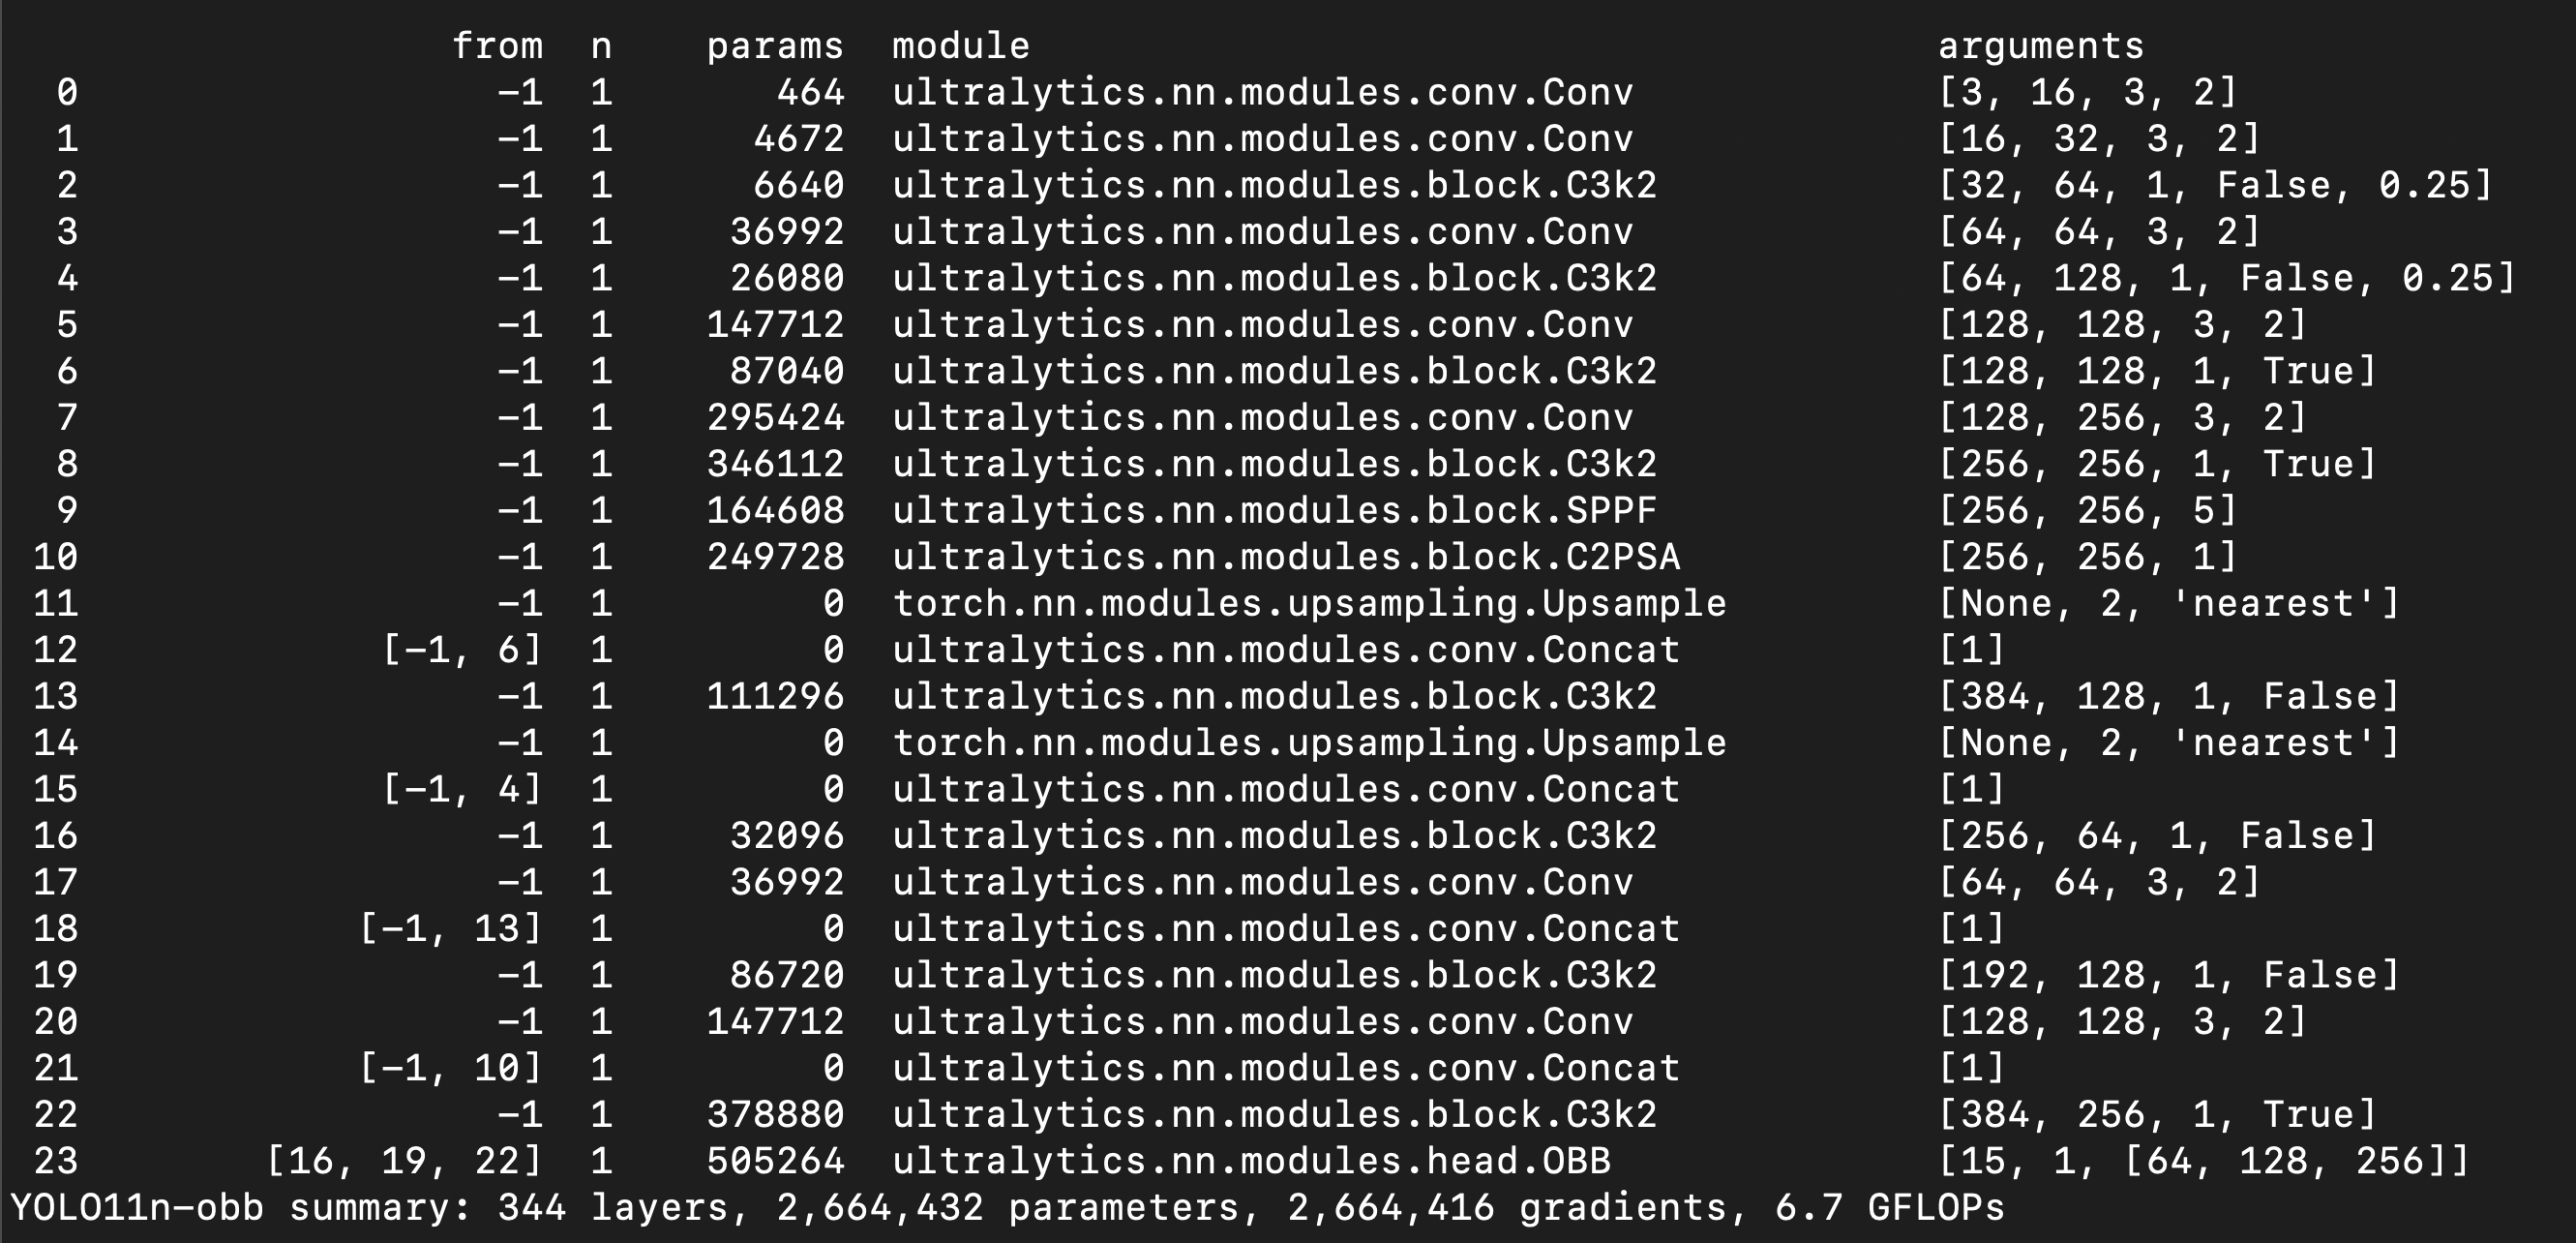 from n params module arguments
0 -1 1 464 ultralytics.nn.modules.conv.Conv [3, 16, 3, 2]
1 -1 1 4672 ultralytics.nn.modules.conv.Conv [16, 32, 3, 2]
2 -1 1 6640 ultralytics.nn.modules.block.C3k2 [32, 64, 1, False, 0.25]
3 -1 1 36992 ultralytics.nn.modules.conv.Conv [64, 64, 3, 2]
4 -1 1 26080 ultralytics.nn.modules.block.C3k2 [64, 128, 1, False, 0.25]
5 -1 1 147712 ultralytics.nn.modules.conv.Conv [128, 128, 3, 2]
6 -1 1 87040 ultralytics.nn.modules.block.C3k2 [128, 128, 1, True]
7 -1 1 295424 ultralytics.nn.modules.conv.Conv [128, 256, 3, 2]
8 -1 1 346112 ultralytics.nn.modules.block.C3k2 [256, 256, 1, True]
9 -1 1 164608 ultralytics.nn.modules.block.SPPF [256, 256, 5]
10 -1 1 249728 ultralytics.nn.modules.block.C2PSA [256, 256, 1]
11 -1 1 0 torch.nn.modules.upsampling.Upsample [None, 2, 'nearest']
12 [-1, 6] 1 0 ultralytics.nn.modules.conv.Concat [1]
13 -1 1 111296 ultralytics.nn.modules.block.C3k2 [384, 128, 1, False]
14 -1 1 0 torch.nn.modules.upsampling.Upsample [None, 2, 'nearest']
15 [-1, 4] 1 0 ultralytics.nn.modules.conv.Concat [1]
16 -1 1 32096 ultralytics.nn.modules.block.C3k2 [256, 64, 1, False]
17 -1 1 36992 ultralytics.nn.modules.conv.Conv [64, 64, 3, 2]
18 [-1, 13] 1 0 ultralytics.nn.modules.conv.Concat [1]
19 -1 1 86720 ultralytics.nn.modules.block.C3k2 [192, 128, 1, False]
20 -1 1 147712 ultralytics.nn.modules.conv.Conv [128, 128, 3, 2]
21 [-1, 10] 1 0 ultralytics.nn.modules.conv.Concat [1]
22 -1 1 378880 ultralytics.nn.modules.block.C3k2 [384, 256, 1, True]
23 [16, 19, 22] 1 505264 ultralytics.nn.modules.head.OBB [15, 1, [64, 128, 256]]
YOLO11n-obb summary: 344 layers, 2,664,432 parameters, 2,664,416 gradients, 6.7 GFLOPs